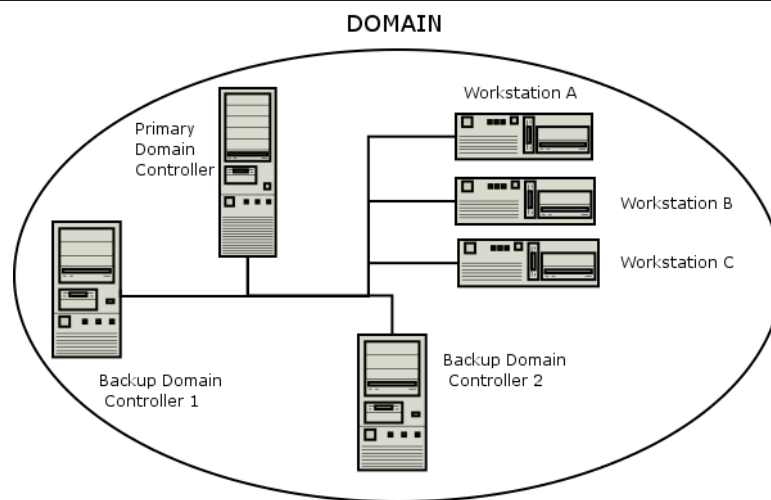 DOMAIN
Workstation A
Primary
Domain
Controller
Workstation B
Workstation C
Backup Domain
Controller 1
Backup Domain
Controller 2